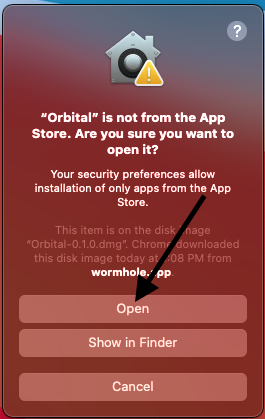 ?
“Orbital” is not from the App
Store. Are you sure you want to
open it?
Your security preferences allow
installation of only apps from the App
Store.
This item is on the disk image
“Orbital-0.1.0.dmg”. Chrome downloaded
this disk image today at :08 PM from
wormhole.app.
Open
Show in Finder
Cancel